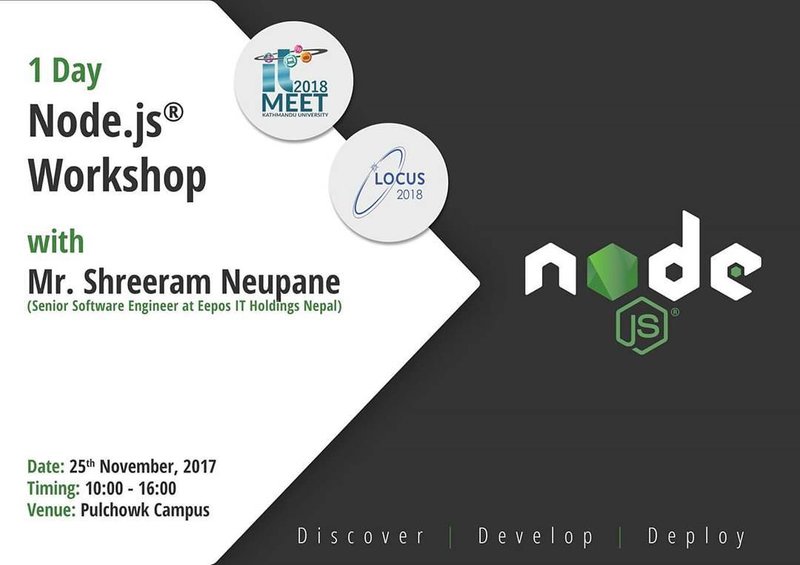 1 Day
Node.js®
Workshop
with
Mr. Shreeram Neupane
(Senior Software Engineer at Eepos IT Holdings Nepal)
Date: 25th November, 2017
Timing: 10:00 - 16:00
Venue: Pulchowk Campus
it 2018
MEET
KATHMANDU UNIVERSITY
LOCUS
2018
node
JS®
Discover | Develop | Deploy